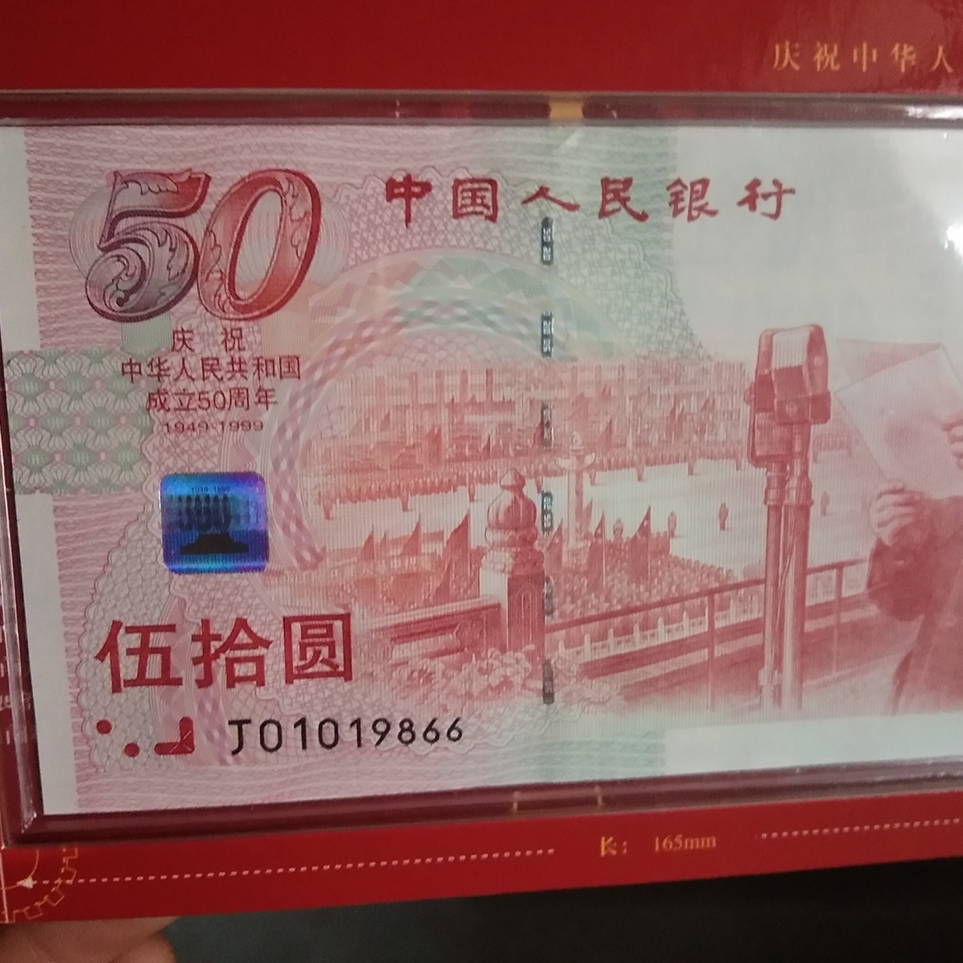 庆祝中华人
50
中国人民银行
庆祝
中华人民共和国
成立50周年
1949-1999
伍拾圆
J01019866
长: 165mm